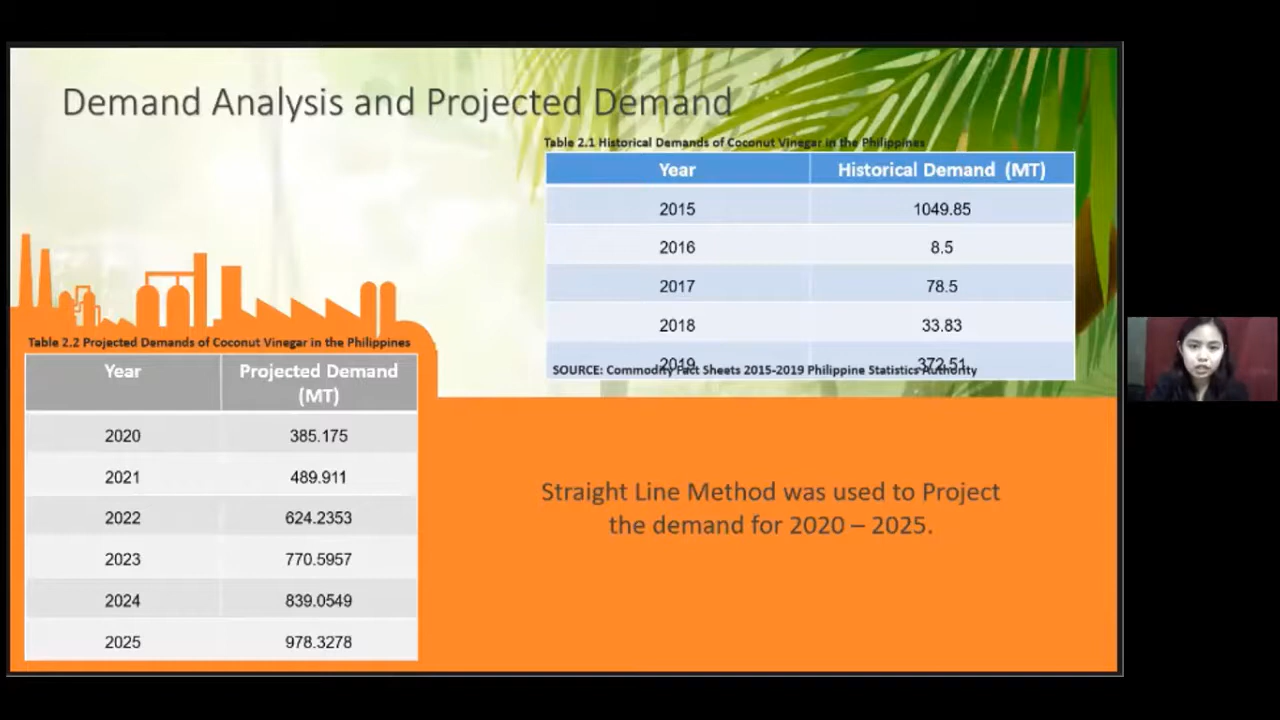 Demand Analysis and Projected Demand
Table 2.1 Historical Demands of Coconut Vinegar in the Philippines
Year Historical Demand (MT)
2015 1049.85
2016 8.5
2017 78.5
2018 33.83
2019 372.51
SOURCE: Commodity Fact Sheets 2015-2019 Philippine Statistics Authority
Table 2.2 Projected Demands of Coconut Vinegar in the Philippines
Year Projected Demand
(MT)
2020 385.175
2021 489.911
2022 624.2353
2023 770.5957
2024 839.0549
2025 978.3278
Straight Line Method was used to Project
the demand for 2020 – 2025.